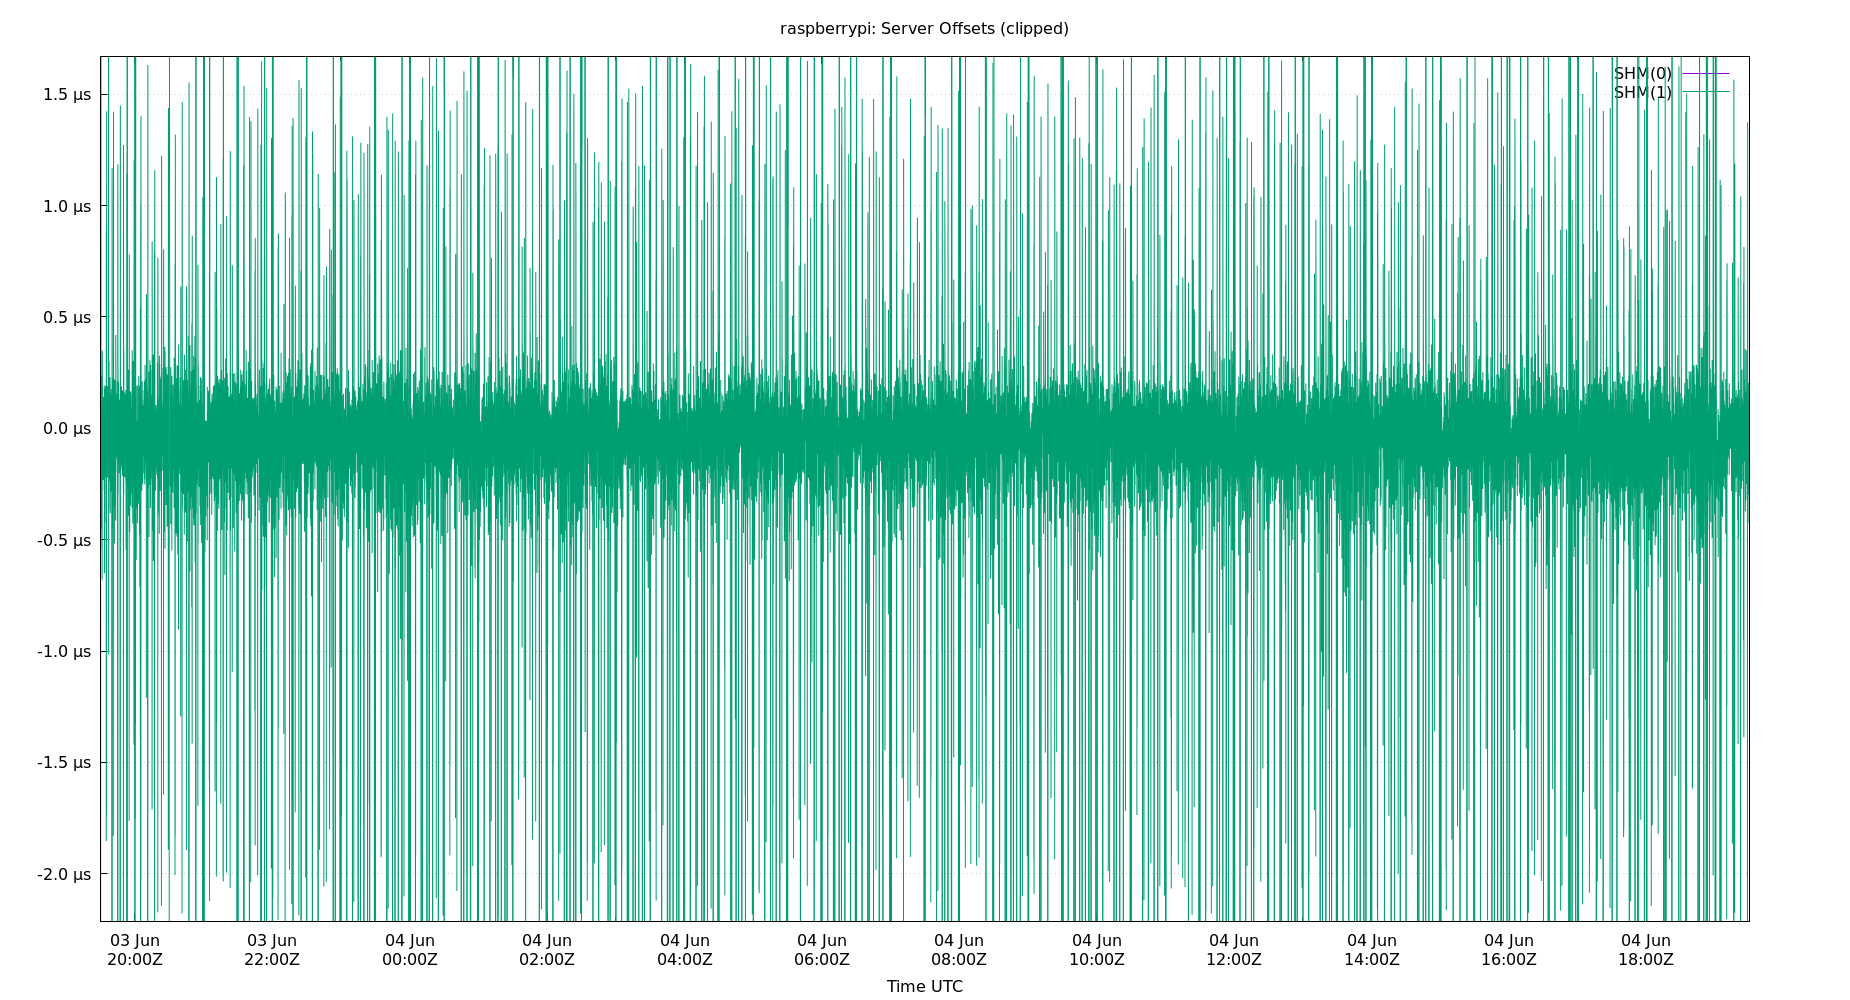 raspberrypi: Server Offsets (clipped)
SHM(0)
SHM(1)
1.5 µs
1.0 µs
0.5 µs
0.0 µs
-0.5 µs
-1.0 µs
-1.5 µs
-2.0 µs
03 Jun 03 Jun 04 Jun 04 Jun 04 Jun 04 Jun 04 Jun 04 Jun 04 Jun 04 Jun 04 Jun 04 Jun
20:00Z 22:00Z 00:00Z 02:00Z 04:00Z 06:00Z 08:00Z 10:00Z 12:00Z 14:00Z 16:00Z 18:00Z
Time UTC